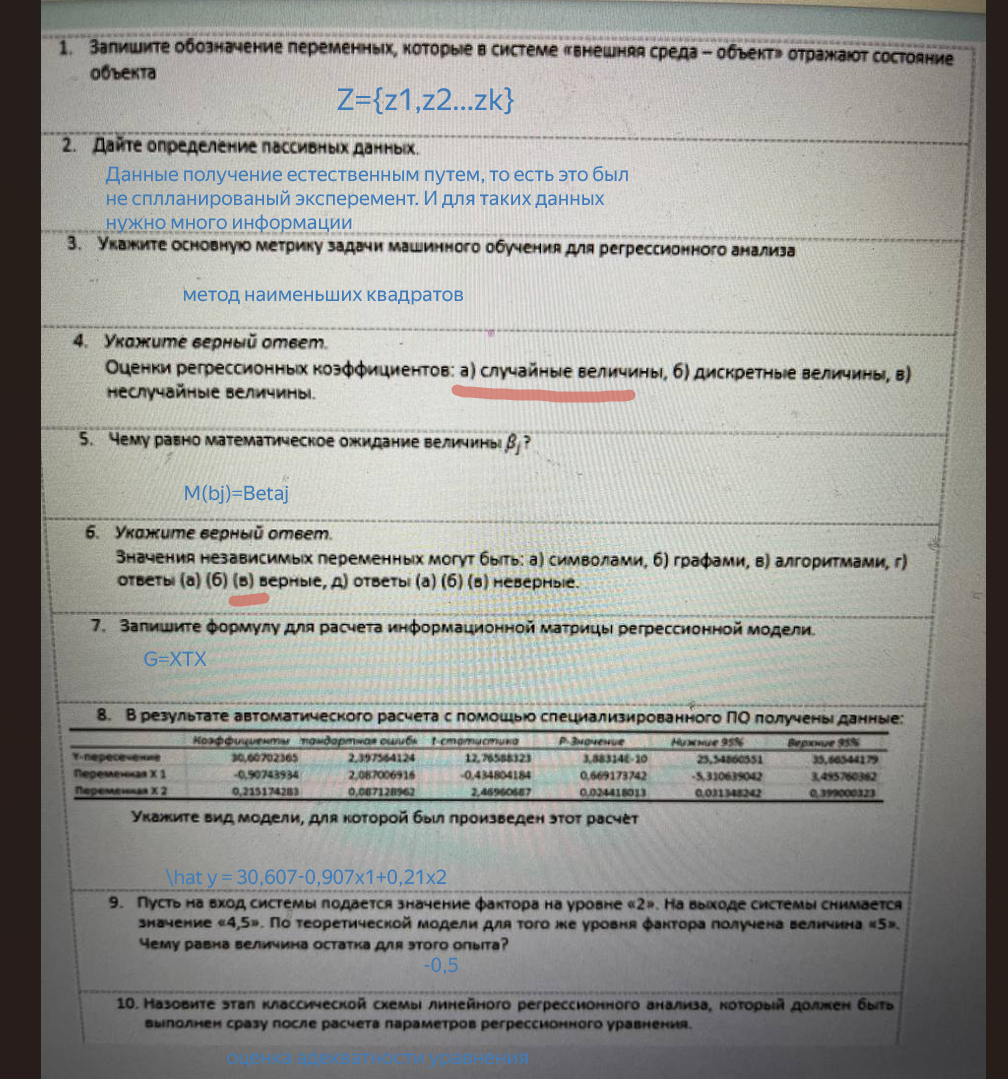 1. Запишите обозначение переменных, которые в системе «внешняя среда – объект» отражают состояние
объекта
Z={z1,z2...zk}
2. Дайте определение пассивных данных.
Данные получение естественным путем, то есть это был
не спплaнированый эксперемент. И для таких данных
нужно много информации
3. Укажите основную метрику задачи машинного обучения для регрессионного анализа
метод наименьших квадратов
4. Укажите верный ответ.
Оценки регрессионных коэффициентов: а) случайные величины, б) дискретные величины, в)
неслучайные величины.
5. Чему равно математическое ожидание величины βj?
M(bj)=Betaj
6. Укажите верный ответ.
Значения независимых переменных могут быть: а) символами, б) графами, в) алгоритмами, г)
ответы (а) (б) (в) верные, д) ответы (а) (б) (в) неверные.
7. Запишите формулу для расчета информационной матрицы регрессионной модели.
G=XTX
8. В результате автоматического расчета с помощью специализированного ПО получены данные:
Коэффициенты тандартная ошибк t-статистика P-Значение Нижние 95% Верхние 95%
Y-пересечение 30,60702365 2,397564124 12,76588323 3,88314E-10 25,54860551 35,66544179
Переменная X 1 -0,90743934 2,087006916 -0,434804184 0,669173742 -5,310639042 3,495760362
Переменная X 2 0,215174283 0,087128962 2,46960687 0,024418013 0,031348242 0,399000323
Укажите вид модели, для которой был произведен этот расчёт
\hat y = 30,607-0,907x1+0,21x2
9. Пусть на вход системы подается значение фактора на уровне «2». На выходе системы снимается
значение «4,5». По теоретической модели для того же уровня фактора получена величина «5».
Чему равна величина остатка для этого опыта?
-0,5
10. Назовите этап классической схемы линейного регрессионного анализа, который должен быть
выполнен сразу после расчета параметров регрессионного уравнения.
оценка адекватности уравнения